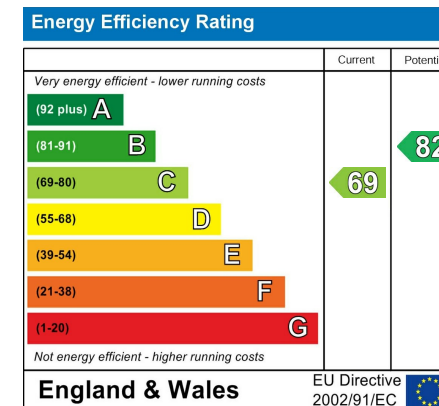 Energy Efficiency Rating
Current Potenti
Very energy efficient - lower running costs
(92 plus) A
(81-91) B 82
(69-80) C 69
(55-68) D
(39-54) E
(21-38) F
(1-20) G
Not energy efficient - higher running costs
England & Wales
EU Directive
2002/91/EC